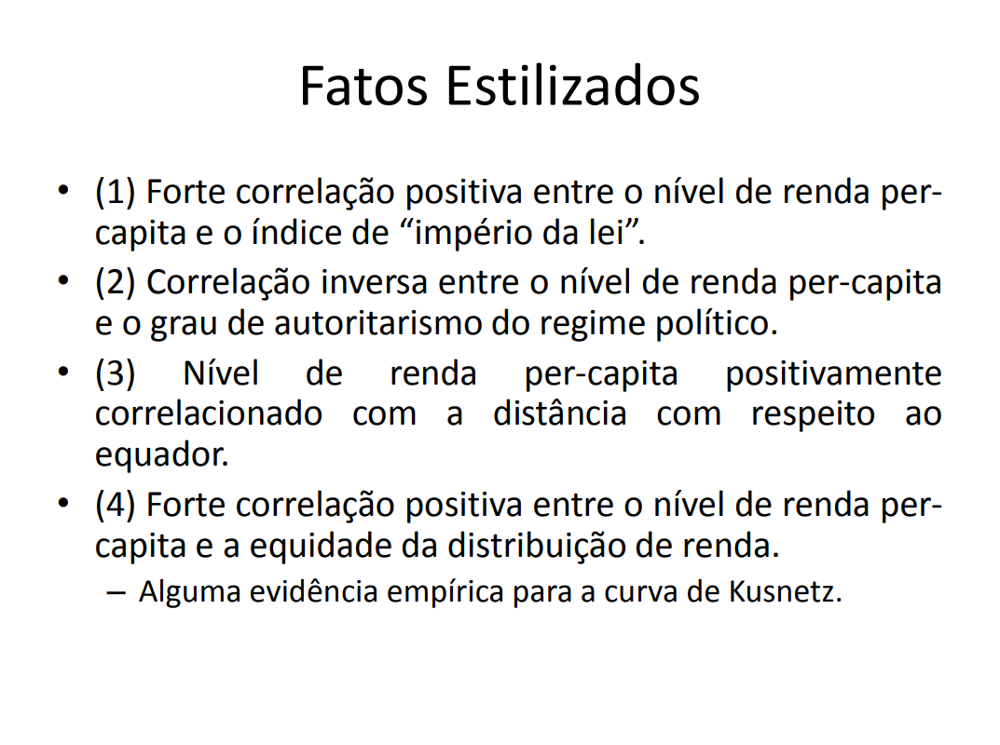 Fatos Estilizados
• (1) Forte correlação positiva entre o nível de renda per-
capita e o índice de “império da lei”.
• (2) Correlação inversa entre o nível de renda per-capita
e o grau de autoritarismo do regime político.
• (3) Nível de renda per-capita positivamente
correlacionado com a distância com respeito ao
equador.
• (4) Forte correlação positiva entre o nível de renda per-
capita e a equidade da distribuição de renda.
– Alguma evidência empírica para a curva de Kusnetz.